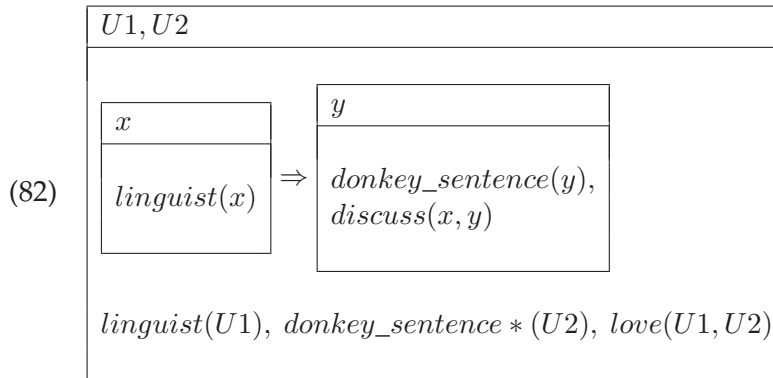 U1, U2
x
y
(82)
linguist(x)
⇒
donkey_sentence(y),
discuss(x, y)
linguist(U1), donkey_sentence ∗ (U2), love(U1, U2)